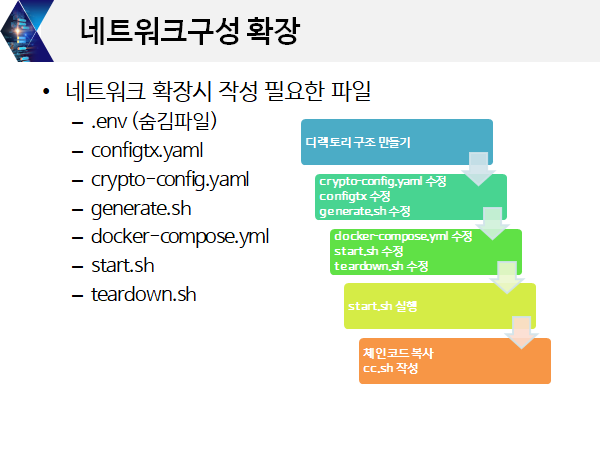 네트워크구성 확장
• 네트워크 확장시 작성 필요한 파일
– .env (숨김파일)
– configtx.yaml
– crypto-config.yaml
– generate.sh
– docker-compose.yml
– start.sh
– teardown.sh
디렉토리 구조 만들기
crypto-config.yaml 수정
configtx 수정
generate.sh 수정
docker-compose.yml 수정
start.sh 수정
teardown.sh 수정
start.sh 실행
체인코드 복사
cc.sh 작성